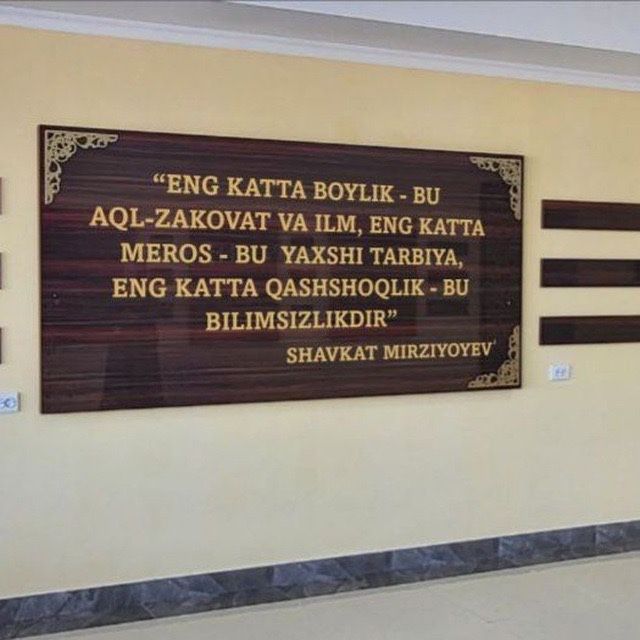 “ENG KATTA BOYLIK - BU
AQL-ZAKOVAT VA ILM, ENG KATTA
MEROS - BU YAXSHI TARBIYA,
ENG KATTA QASHSHOQLIK - BU
BILIMSIZLIKDIR”
SHAVKAT MIRZIYOYEV